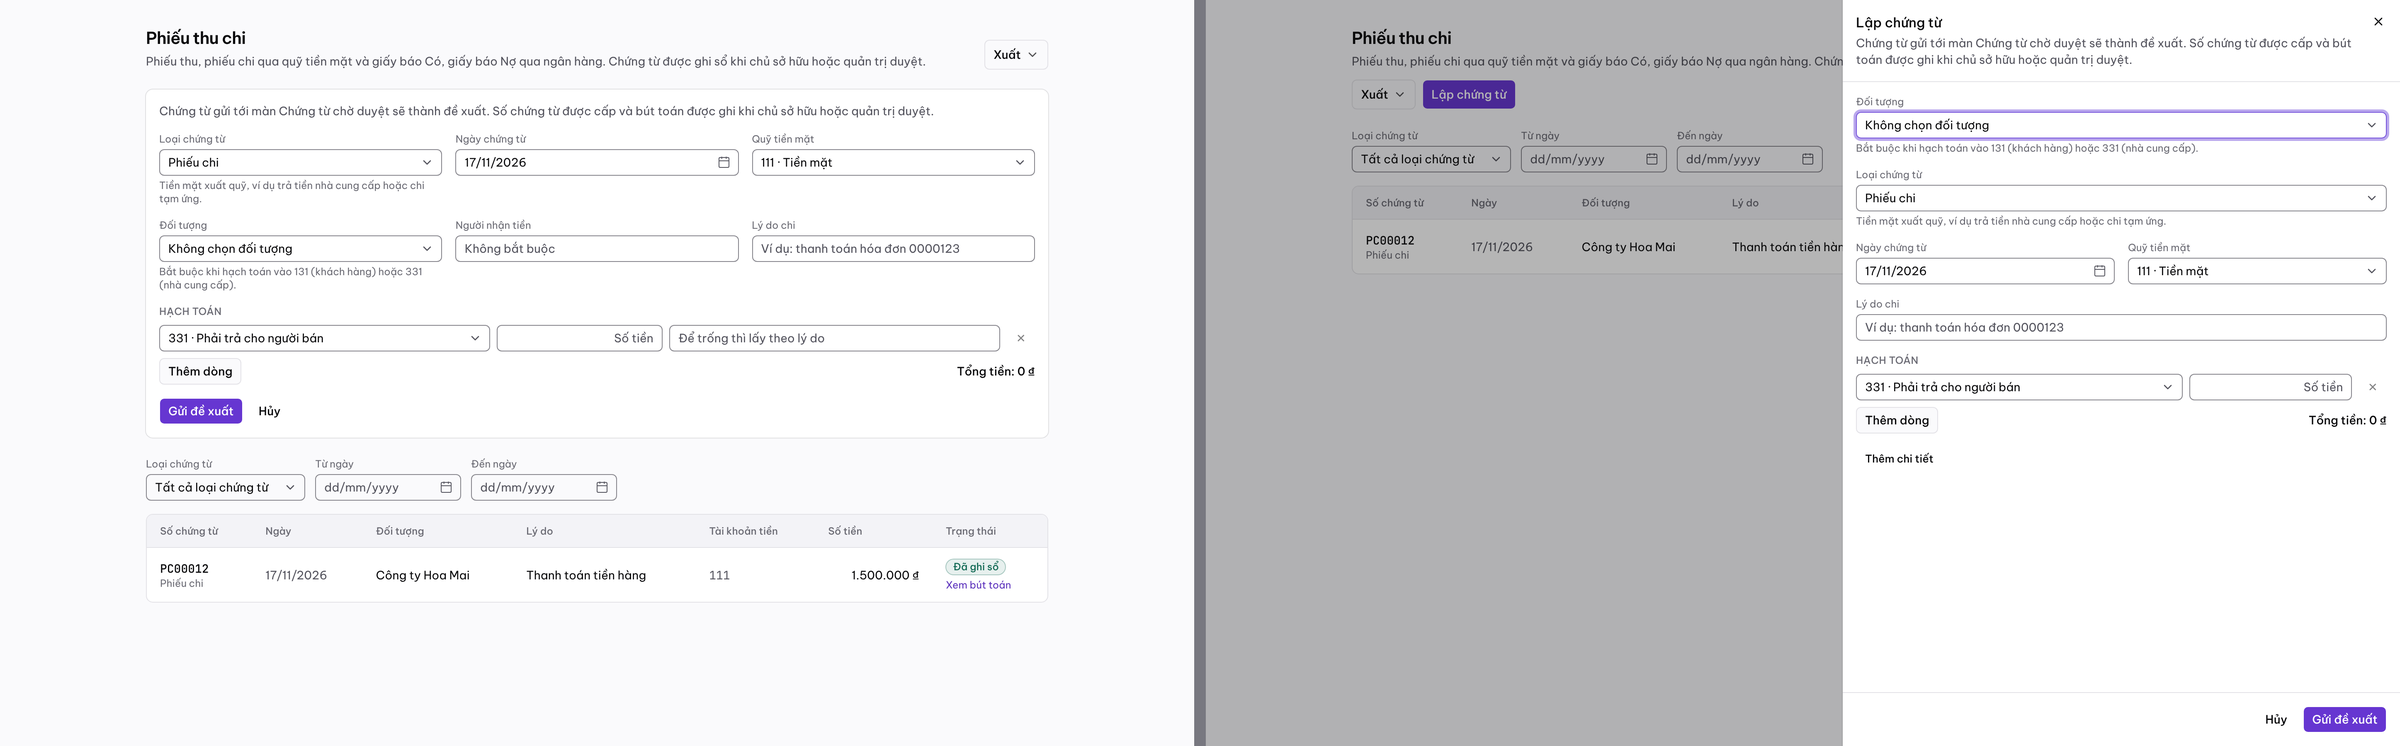 Phiếu thu chi
Phiếu thu, phiếu chi qua quỹ tiền mặt và giấy báo Có, giấy báo Nợ qua ngân hàng. Chứng từ được ghi sổ khi chủ sở hữu hoặc quản trị duyệt.
Xuất
Chứng từ gửi tới màn Chứng từ chờ duyệt sẽ thành đề xuất. Số chứng từ được cấp và bút toán được ghi khi chủ sở hữu hoặc quản trị duyệt.
Loại chứng từ
Ngày chứng từ
Quỹ tiền mặt
Phiếu chi
17/11/2026
111 · Tiền mặt
Tiền mặt xuất quỹ, ví dụ trả tiền nhà cung cấp hoặc chi
tạm ứng.
Đối tượng
Người nhận tiền
Lý do chi
Không chọn đối tượng
Không bắt buộc
Ví dụ: thanh toán hóa đơn 0000123
Bắt buộc khi hạch toán vào 131 (khách hàng) hoặc 331
(nhà cung cấp).
HẠCH TOÁN
331 · Phải trả cho người bán
Số tiền
Để trống thì lấy theo lý do
Thêm dòng
Tổng tiền: 0 ₫
Gửi đề xuất
Hủy
Loại chứng từ
Từ ngày
Đến ngày
Tất cả loại chứng từ
dd/mm/yyyy
dd/mm/yyyy
Số chứng từ
Ngày
Đối tượng
Lý do
Tài khoản tiền
Số tiền
Trạng thái
PC00012
Phiếu chi
17/11/2026
Công ty Hoa Mai
Thanh toán tiền hàng
111
1.500.000 ₫
Đã ghi sổ
Xem bút toán
Phiếu thu chi
Phiếu thu, phiếu chi qua quỹ tiền mặt và giấy báo Có, giấy báo Nợ qua ngân hàng. Chứn
Xuất
Lập chứng từ
Loại chứng từ
Từ ngày
Đến ngày
Tất cả loại chứng từ
dd/mm/yyyy
dd/mm/yyyy
Số chứng từ
Ngày
Đối tượng
Lý do
PC00012
Phiếu chi
17/11/2026
Công ty Hoa Mai
Thanh toán tiền hàn
Lập chứng từ
Chứng từ gửi tới màn Chứng từ chờ duyệt sẽ thành đề xuất. Số chứng từ được cấp và bút
toán được ghi khi chủ sở hữu hoặc quản trị duyệt.
Đối tượng
Không chọn đối tượng
Bắt buộc khi hạch toán vào 131 (khách hàng) hoặc 331 (nhà cung cấp).
Loại chứng từ
Phiếu chi
Tiền mặt xuất quỹ, ví dụ trả tiền nhà cung cấp hoặc chi tạm ứng.
Ngày chứng từ
Quỹ tiền mặt
17/11/2026
111 · Tiền mặt
Lý do chi
Ví dụ: thanh toán hóa đơn 0000123
HẠCH TOÁN
331 · Phải trả cho người bán
Số tiền
Thêm dòng
Tổng tiền: 0 ₫
Thêm chi tiết
Hủy
Gửi đề xuất